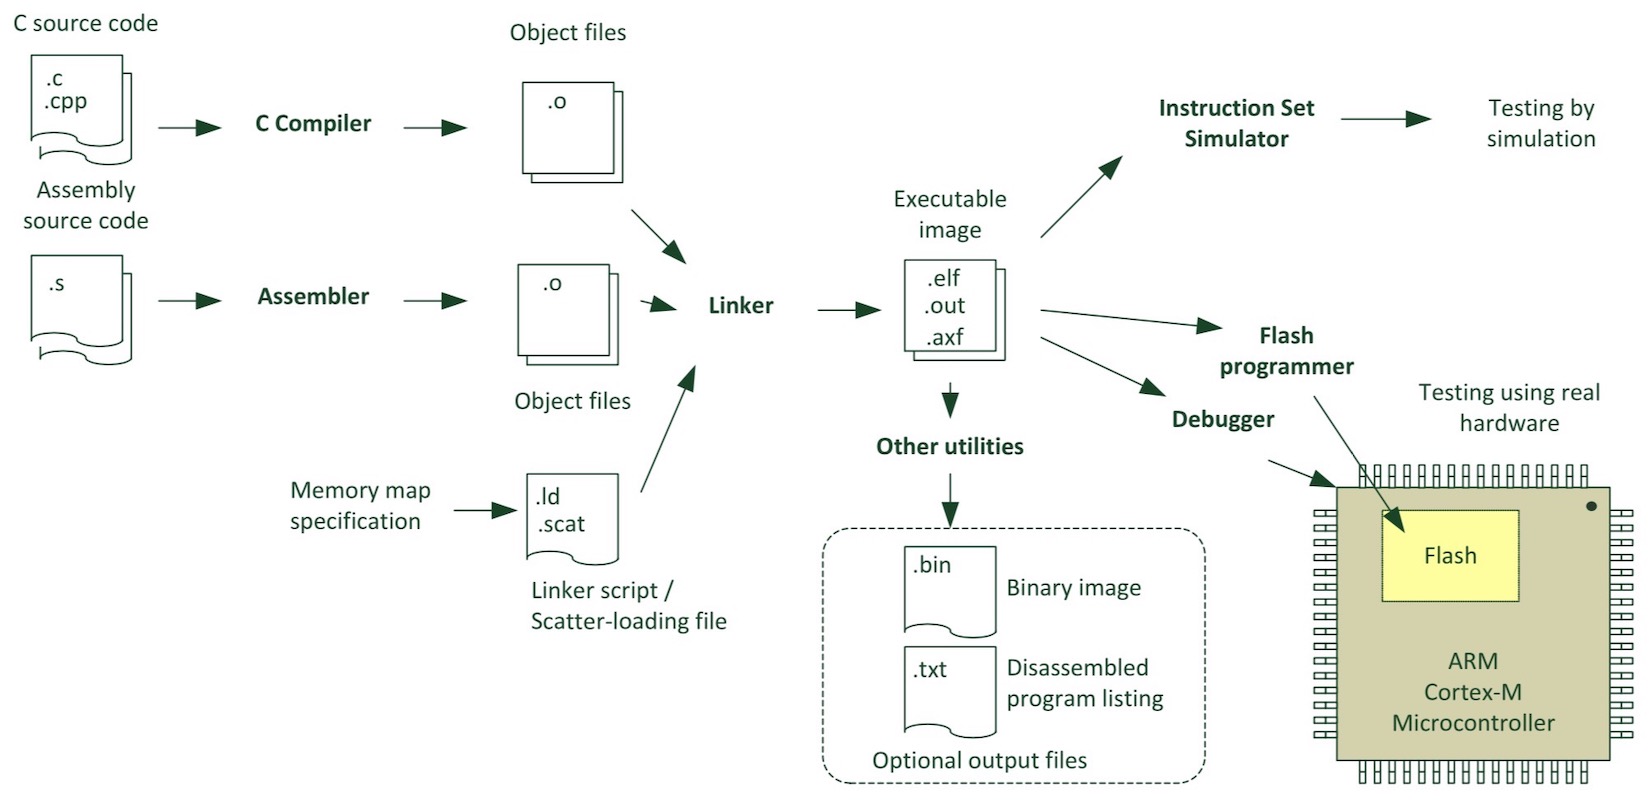 C source code
.c
.cpp
C Compiler
Object files
.o
Assembly
source code
.s
Assembler
.o
Object files
Memory map
specification
.ld
.scat
Linker script /
Scatter-loading file
Linker
Executable
image
.elf
.out
.axf
Other utilities
.bin
Binary image
.txt
Disassembled
program listing
Optional output files
Instruction Set
Simulator
Testing by
simulation
Flash
programmer
Debugger
Testing using real
hardware
Flash
ARM
Cortex-M
Microcontroller